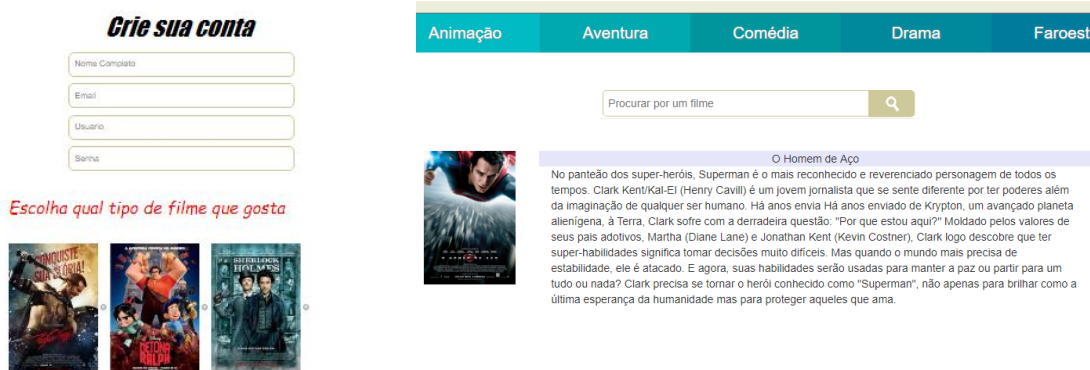 Crie sua conta
Nome Completo
Email
Usuario
Senha
Escolha qual tipo de filme que gosta
CONQUISTE
SUA GLÓRIA!
DETONA
RALPH
SHERLOCK
HOLMES
Animação
Aventura
Comédia
Drama
Faroest
Procurar por um filme
O Homem de Aço
No panteão dos super-heróis, Superman é o mais reconhecido e reverenciado personagem de todos os
tempos. Clark Kent/Kal-El (Henry Cavill) é um jovem jornalista que se sente diferente por ter poderes além
da imaginação de qualquer ser humano. Há anos envia Há anos enviado de Krypton, um avançado planeta
alienígena, à Terra, Clark sofre com a derradeira questão: "Por que estou aqui?" Moldado pelos valores de
seus pais adotivos, Martha (Diane Lane) e Jonathan Kent (Kevin Costner), Clark logo descobre que ter
super-habilidades significa tomar decisões muito difíceis. Mas quando o mundo mais precisa de
estabilidade, ele é atacado. E agora, suas habilidades serão usadas para manter a paz ou partir para um
tudo ou nada? Clark precisa se tornar o herói conhecido como "Superman", não apenas para brilhar como a
última esperança da humanidade mas para proteger aqueles que ama.